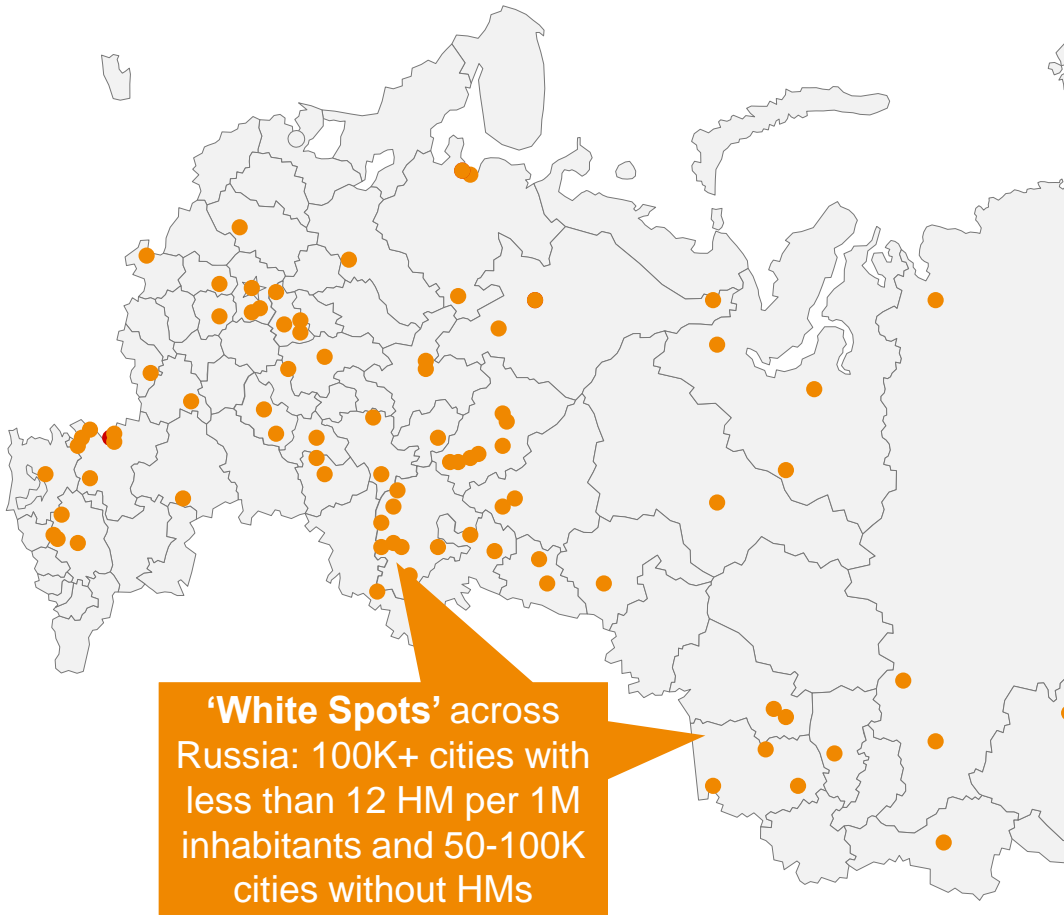 ‘White Spots’ across
Russia: 100K+ cities with
less than 12 HM per 1M
inhabitants and 50-100K
cities without HMs